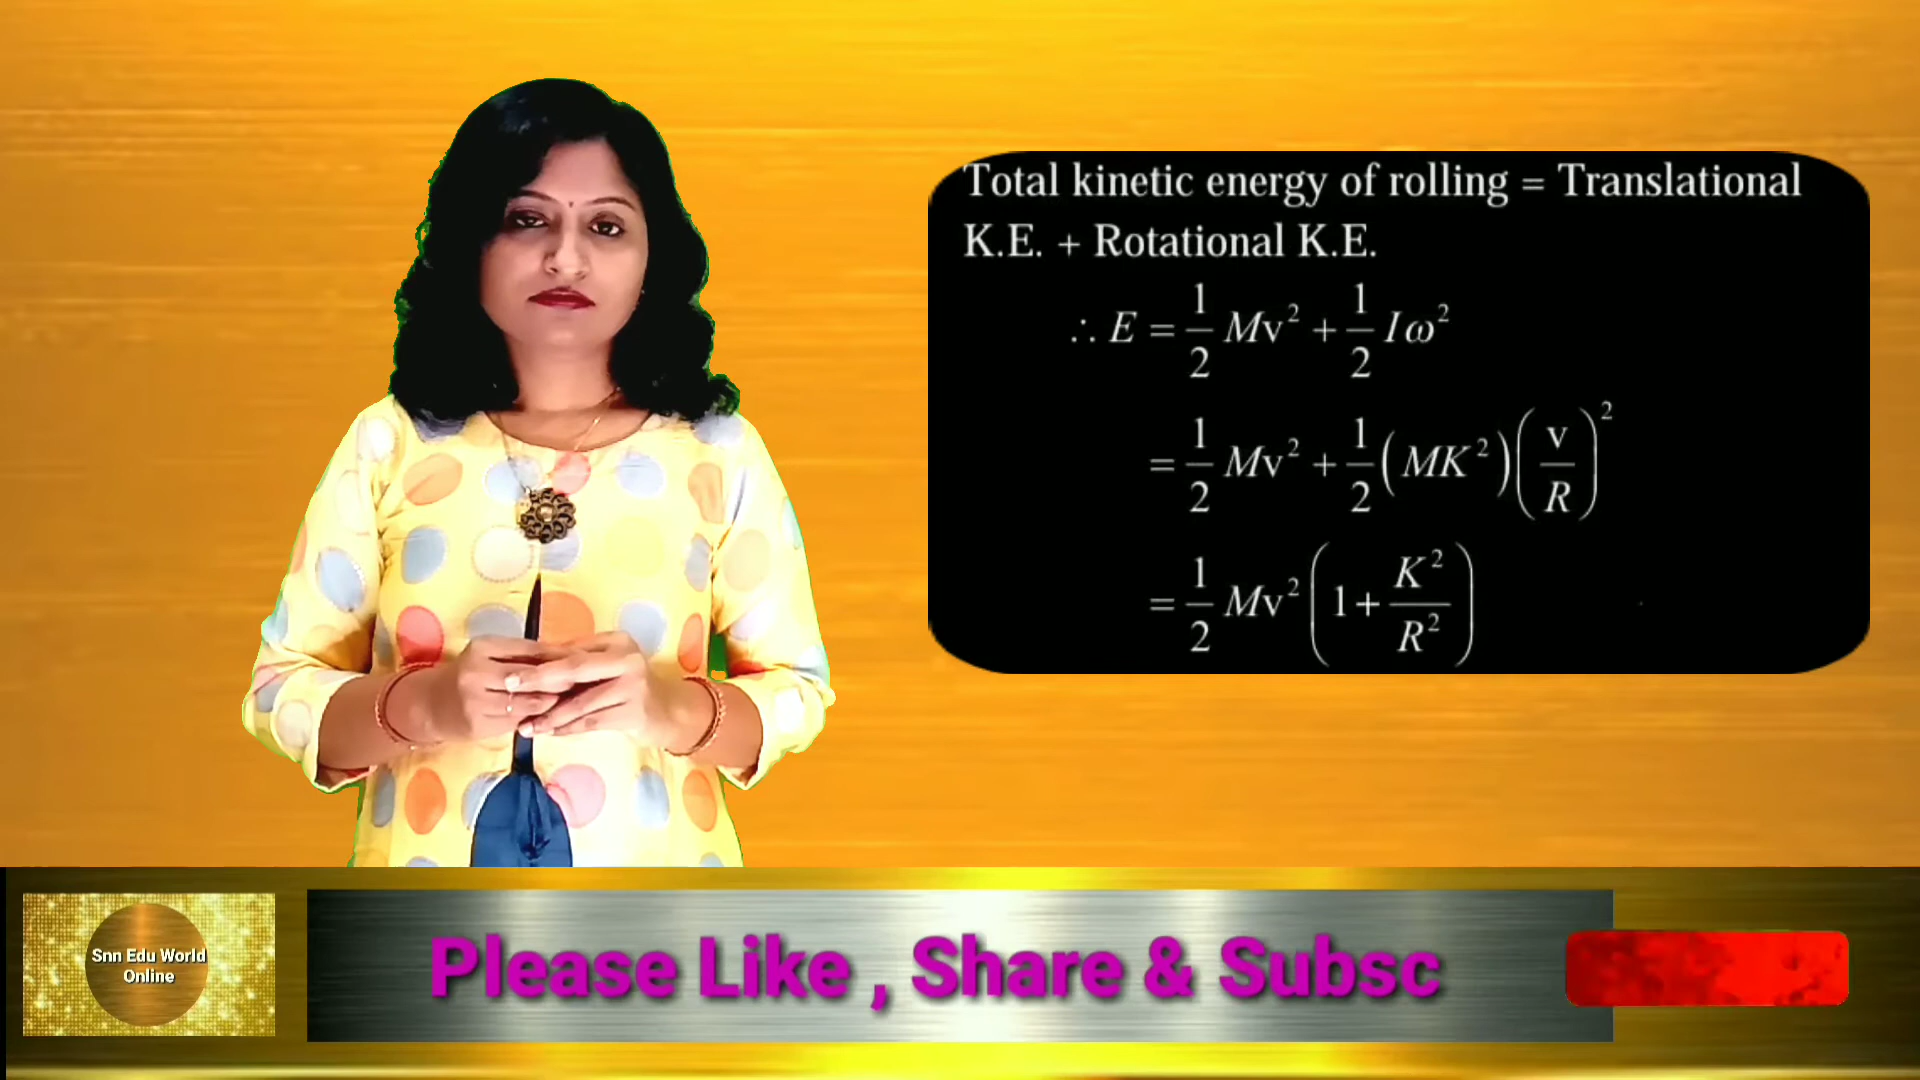 Total kinetic energy of rolling = Translational
K.E. + Rotational K.E.
∴ E = 1/2 Mv² + 1/2 Iω²
= 1/2 Mv² + 1/2 (MK²)(v/R)²
= 1/2 Mv² (1 + K²/R²)
Snn Edu World
Online
Please Like , Share & Subsc